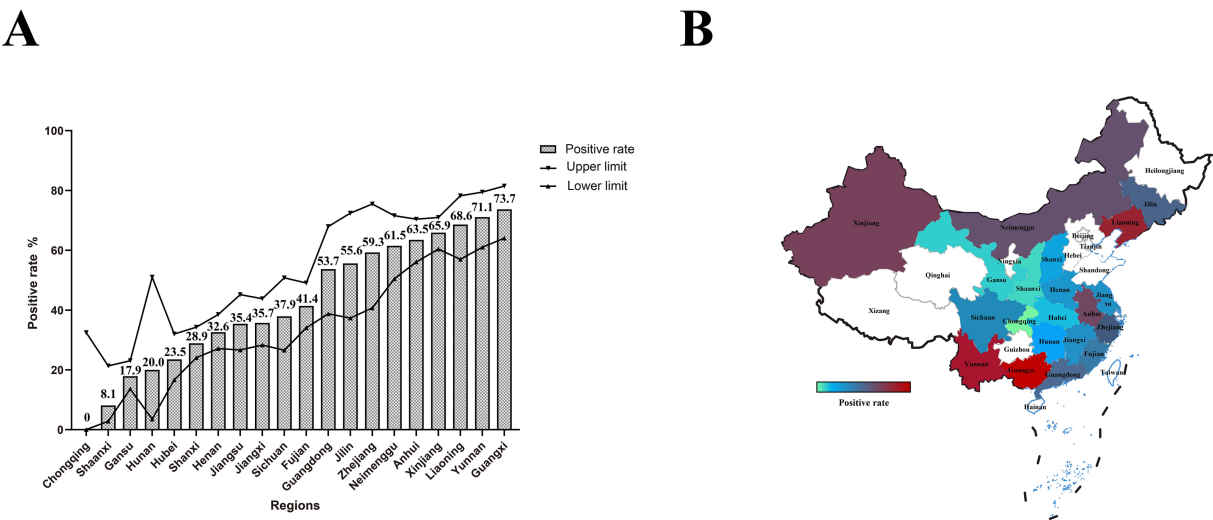 A
B
100
80
60
40
20
0
Positive rate %
0
8.1
17.9
20.0
23.5
28.9
32.6
35.4
35.7
37.9
41.4
53.7
55.6
59.3
61.5
63.5
65.9
68.6
71.1
73.7
Chongqing
Shaanxi
Gansu
Hunan
Hubei
Shanxi
Henan
Jiangsu
Jiangxi
Sichuan
Fujian
Guangdong
Jilin
Zhejiang
Neimenggu
Anhui
Xinjiang
Liaoning
Yunnan
Guangxi
Regions
Positive rate
Upper limit
Lower limit
Heilongjiang
Jilin
Liaoning
Xinjiang
Neimenggu
Beijing
Tianjin
Hebei
Shanxi
Ningxia
Shandong
Qinghai
Gansu
Shaanxi
Henan
Jiang
su
Xizang
Sichuan
Chongqing
Hubei
Anhui
Zhejiang
Hunan
Jiangxi
Guizhou
Fujian
Yunnan
Guangxi
Guangdong
Taiwan
Hainan
Positive rate